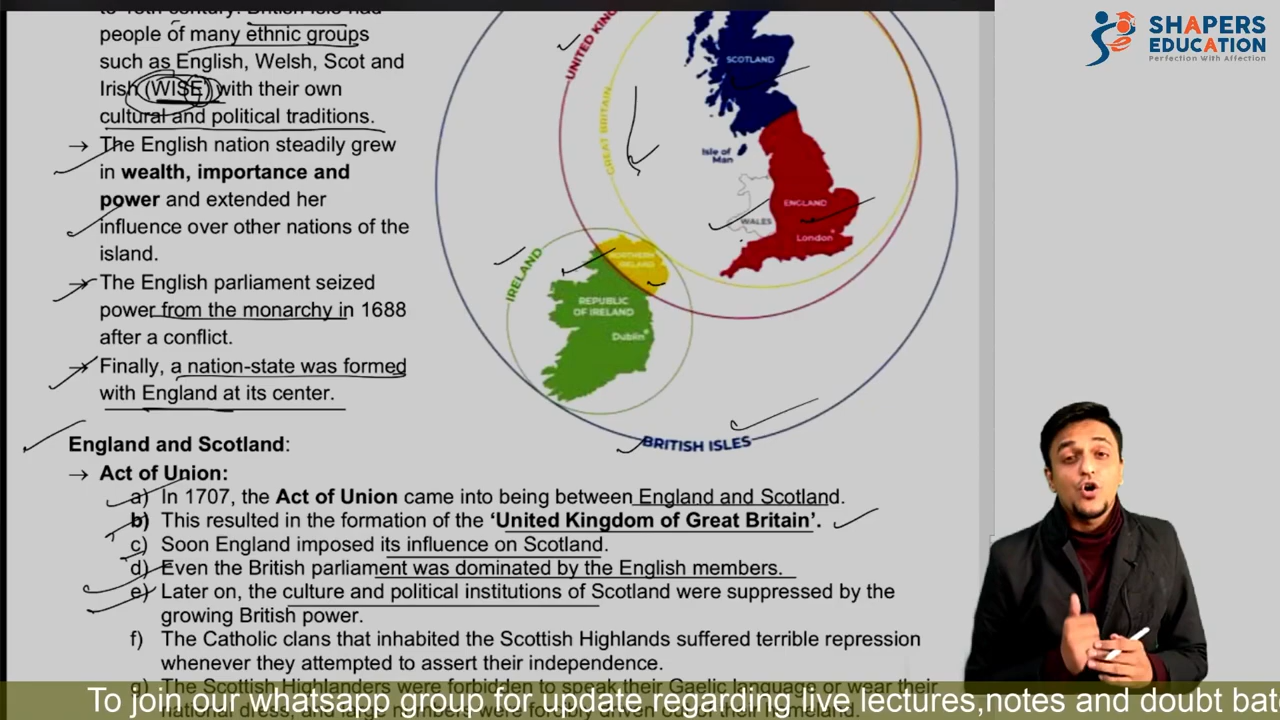 to 18th century. British Isle had
people of many ethnic groups
such as English, Welsh, Scot and
Irish (WISE) with their own
cultural and political traditions.
→ The English nation steadily grew
in wealth, importance and
power and extended her
influence over other nations of the
island.
→ The English parliament seized
power from the monarchy in 1688
after a conflict.
→ Finally, a nation-state was formed
with England at its center.
UNITED KING
GREAT BRITAIN
SCOTLAND
Isle of
Man
WALES
ENGLAND
London
IRELAND
NORTHERN
IRELAND
REPUBLIC
OF IRELAND
Dublin
BRITISH ISLES
England and Scotland:
→ Act of Union:
a) In 1707, the Act of Union came into being between England and Scotland.
b) This resulted in the formation of the ‘United Kingdom of Great Britain’.
c) Soon England imposed its influence on Scotland.
d) Even the British parliament was dominated by the English members.
e) Later on, the culture and political institutions of Scotland were suppressed by the
growing British power.
f) The Catholic clans that inhabited the Scottish Highlands suffered terrible repression
whenever they attempted to assert their independence.
g) The Scottish Highlanders were forbidden to speak their Gaelic language or wear their
national dress, and large numbers were forcibly driven out of their homeland.
SHAPERS
EDUCATION
Perfection With Affection
To join our whatsapp group for update regarding live lectures,notes and doubt bat